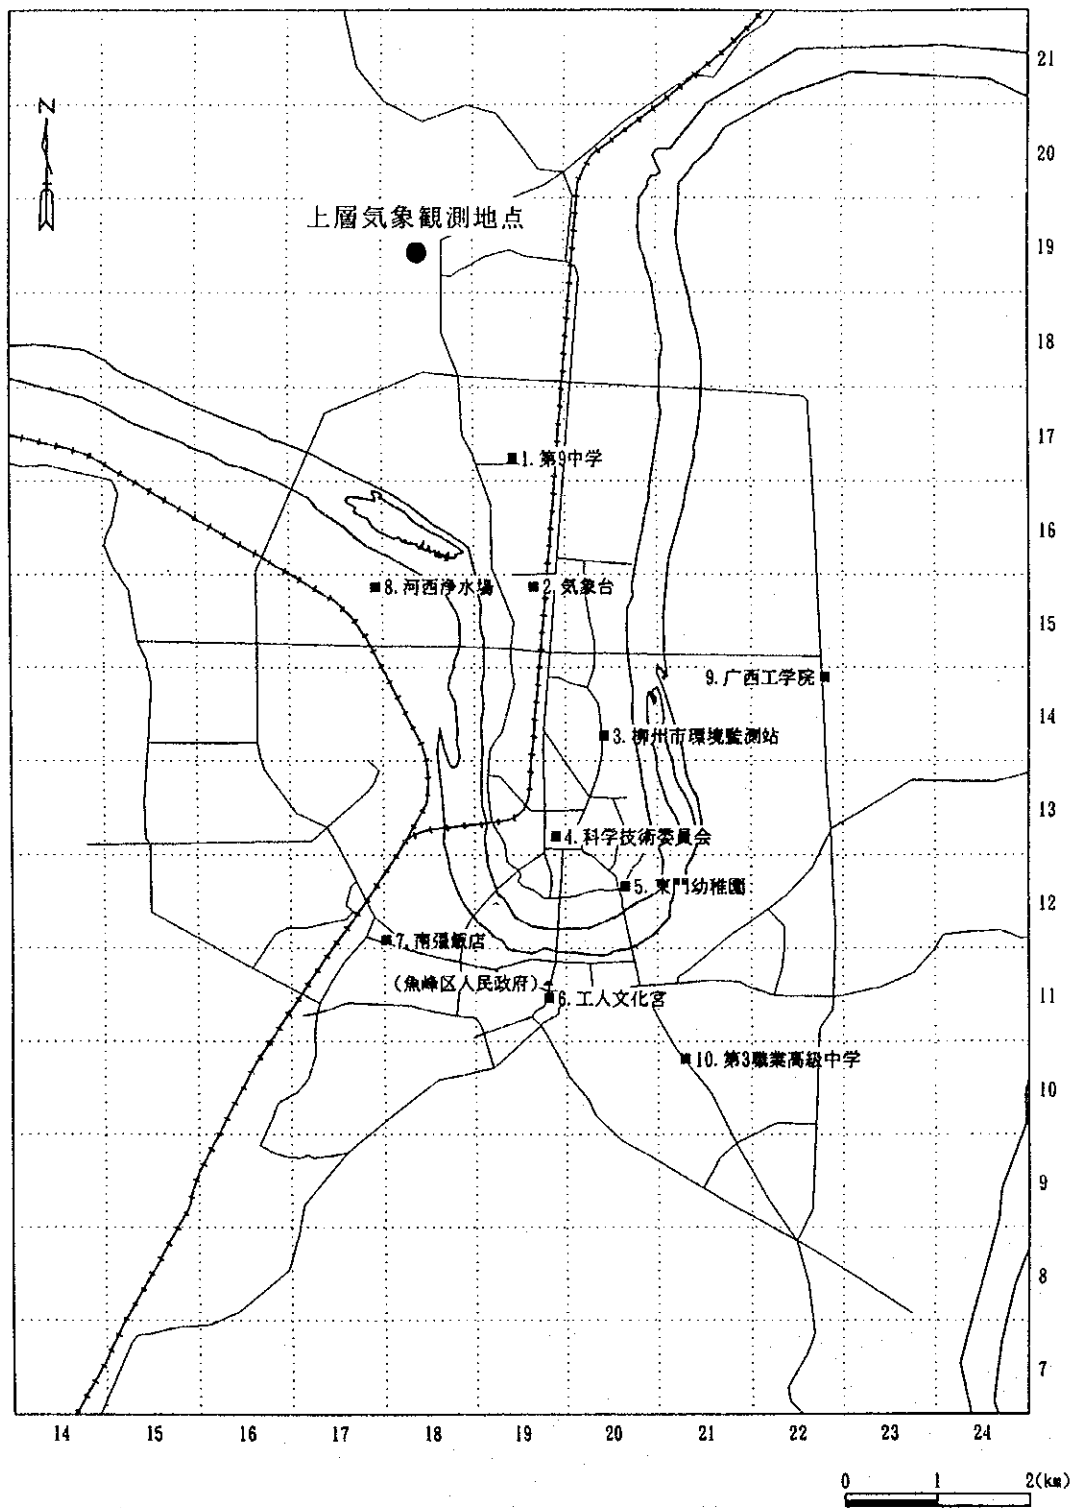 21
N
20
上層気象観測地点
19
18
17
1. 第9中学
16
8. 河西浄水場
2. 気象台
15
9. 广西工学院
14
3. 柳州市環境監測站
13
4. 科学技術委員会
5. 東門幼稚園
12
7. 南疆飯店
(魚峰区人民政府)
6. 工人文化宮
11
10. 第3職業高級中学
10
9
8
7
14 15 16 17 18 19 20 21 22 23 24
0 1 2(km)